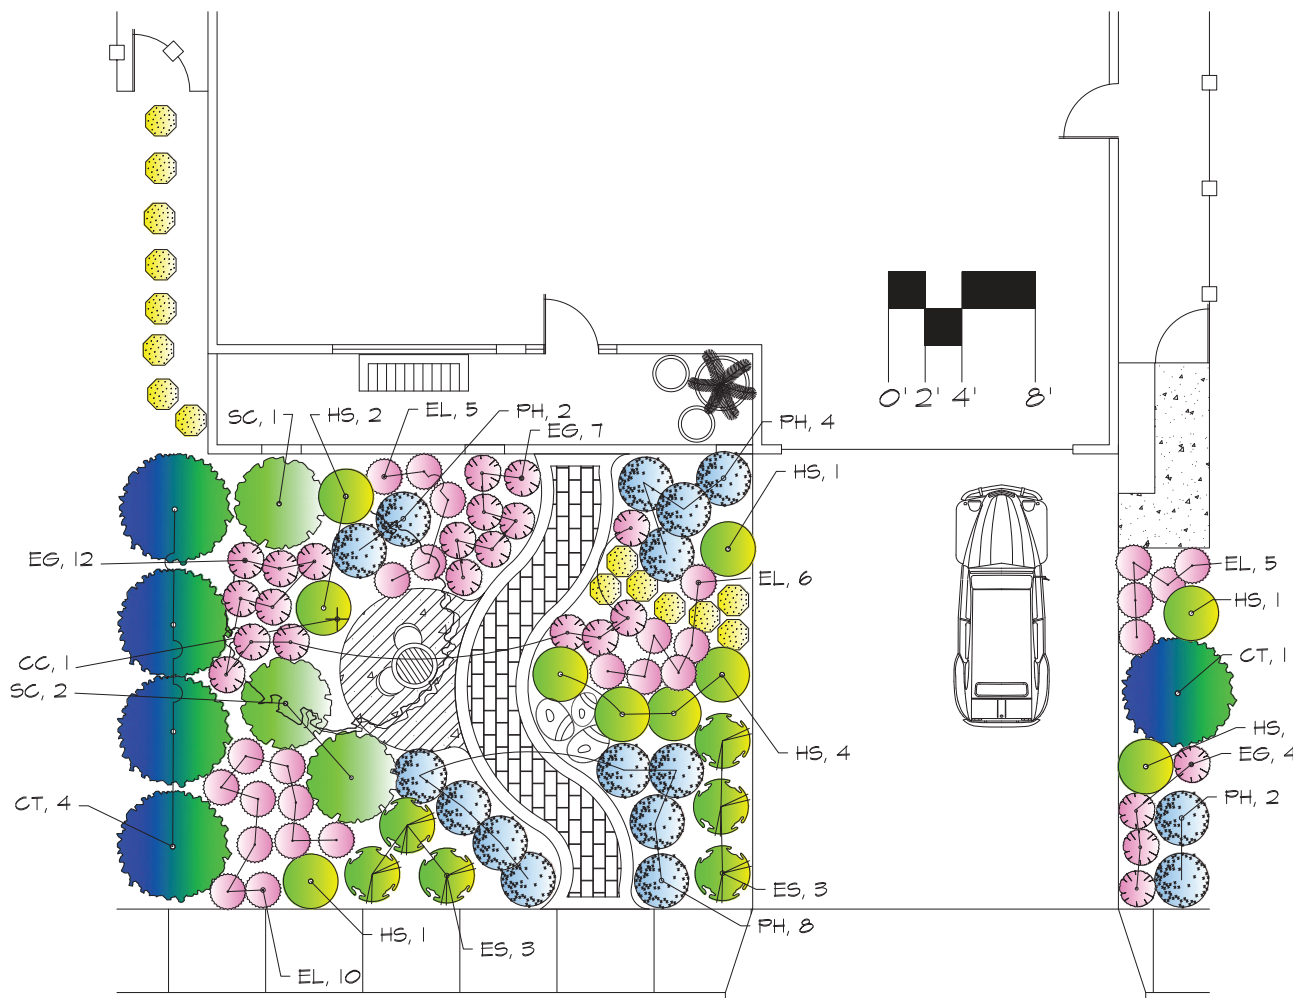 0' 2' 4' 8'
SC, 1
HS, 2
EL, 5
PH, 2
EG, 7
PH, 4
HS, 1
EG, 12
EL, 6
EL, 5
HS, 1
CC, 1
CT, 1
SC, 2
HS,
HS, 4
EG, 4
PH, 2
CT, 4
ES, 3
PH, 8
HS, 1
ES, 3
EL, 10